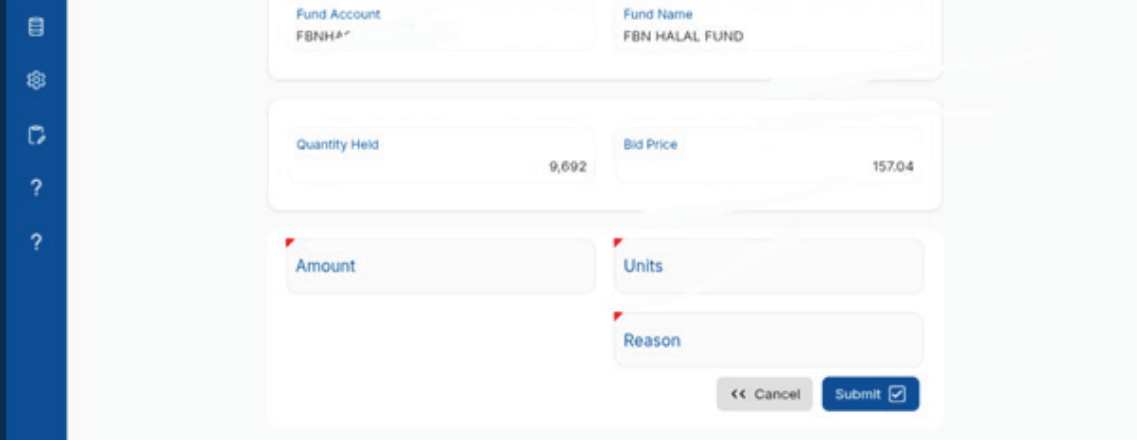 Fund Account
Fund Name
FBN HALAL FUND
Quantity Held
Bid Price
9,692
157.04
Amount
Units
Reason
<< Cancel
Submit
?
?